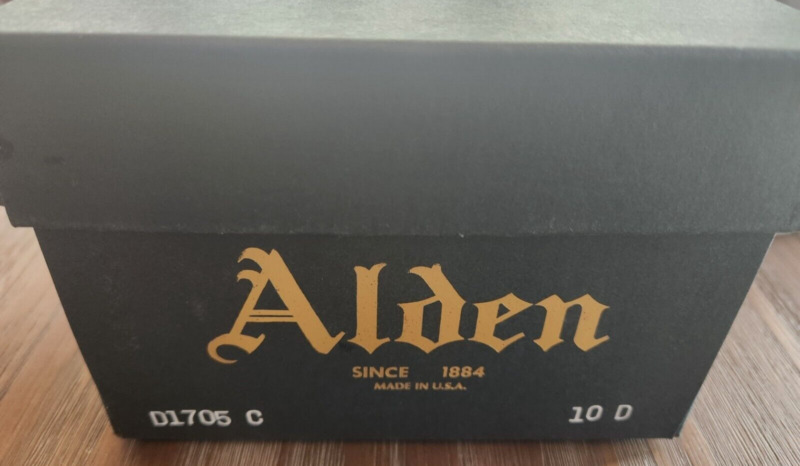 Alden
SINCE 1884
MADE IN U.S.A.
D1705 C 10 D